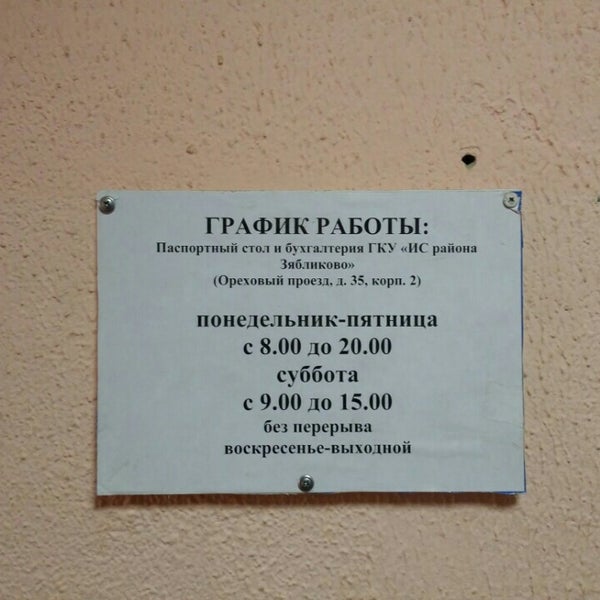 ГРАФИК РАБОТЫ:
Паспортный стол и бухгалтерия ГКУ «ИС района
Зябликово»
(Ореховый проезд, д. 35, корп. 2)
понедельник-пятница
с 8.00 до 20.00
суббота
с 9.00 до 15.00
без перерыва
воскресенье-выходной